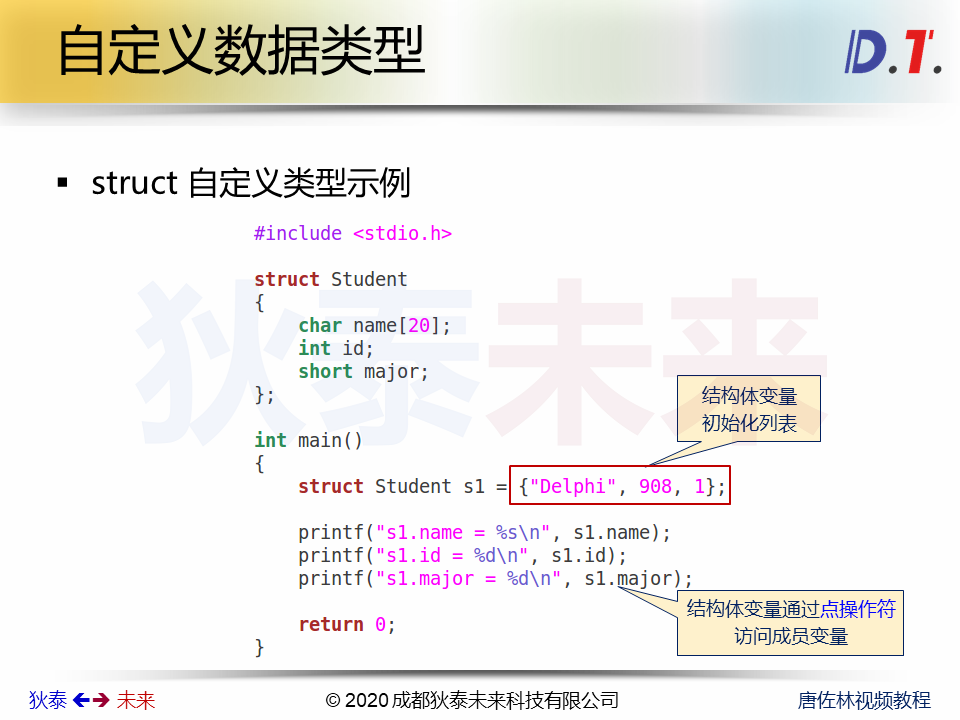 自定义数据类型
D.T.
▪ struct 自定义类型示例
#include <stdio.h>
struct Student
{
    char name[20];
    int id;
    short major;
};
int main()
{
    struct Student s1 = {"Delphi", 908, 1};
    printf("s1.name = %s\n", s1.name);
    printf("s1.id = %d\n", s1.id);
    printf("s1.major = %d\n", s1.major);
    return 0;
}
结构体变量
初始化列表
结构体变量通过点操作符
访问成员变量
狄泰未来
狄泰 🡸🡺 未来
© 2020 成都狄泰未来科技有限公司
唐佐林视频教程